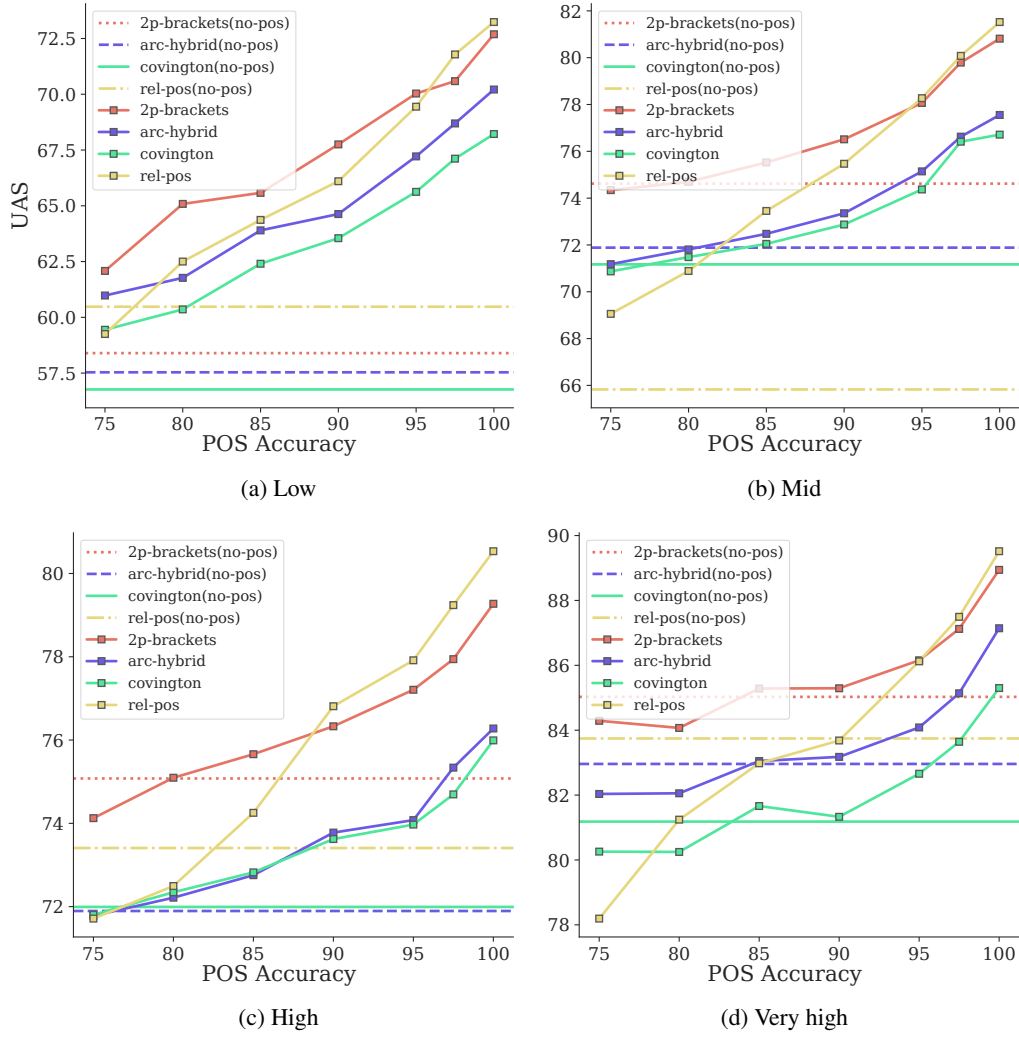 2p-brackets(no-pos)
arc-hybrid(no-pos)
covington(no-pos)
rel-pos(no-pos)
2p-brackets
arc-hybrid
covington
rel-pos
72.5
70.0
67.5
65.0
62.5
60.0
57.5
UAS
75 80 85 90 95 100
POS Accuracy
(a) Low
2p-brackets(no-pos)
arc-hybrid(no-pos)
covington(no-pos)
rel-pos(no-pos)
2p-brackets
arc-hybrid
covington
rel-pos
82
80
78
76
74
72
70
68
66
75 80 85 90 95 100
POS Accuracy
(b) Mid
2p-brackets(no-pos)
arc-hybrid(no-pos)
covington(no-pos)
rel-pos(no-pos)
2p-brackets
arc-hybrid
covington
rel-pos
80
78
76
74
72
75 80 85 90 95 100
POS Accuracy
(c) High
2p-brackets(no-pos)
arc-hybrid(no-pos)
covington(no-pos)
rel-pos(no-pos)
2p-brackets
arc-hybrid
covington
rel-pos
90
88
86
84
82
80
78
75 80 85 90 95 100
POS Accuracy
(d) Very high